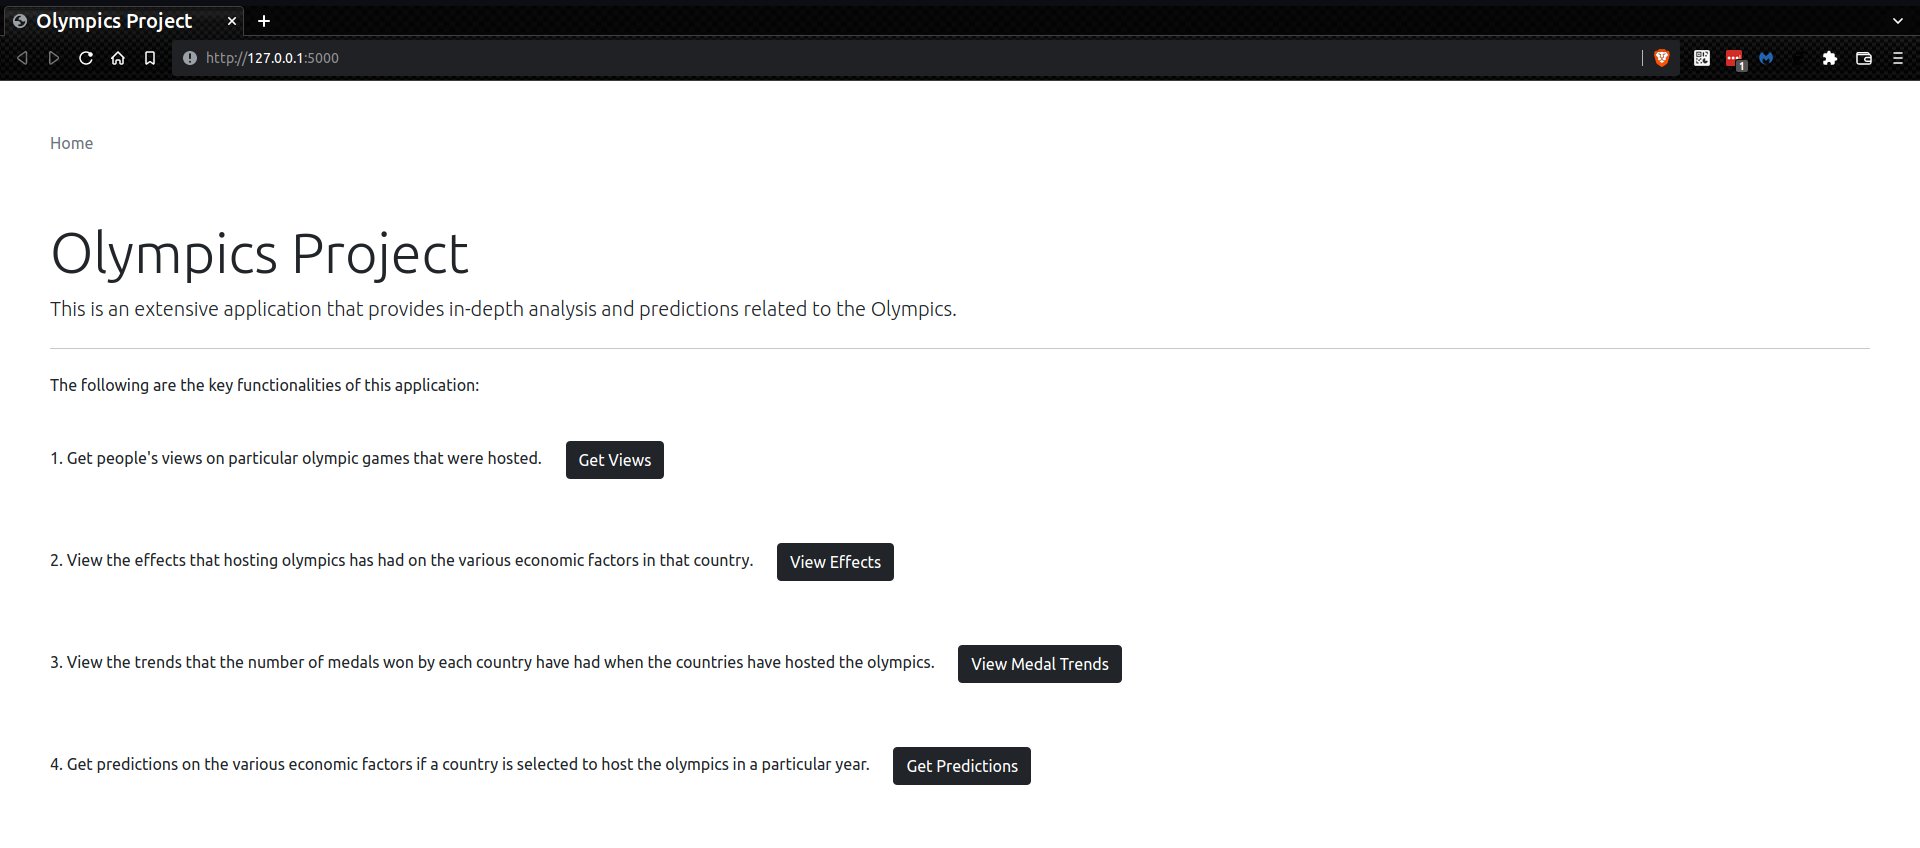 Olympics Project
http://127.0.0.1:5000
1
Home
Olympics Project
This is an extensive application that provides in-depth analysis and predictions related to the Olympics.
The following are the key functionalities of this application:
1. Get people's views on particular olympic games that were hosted. Get Views
2. View the effects that hosting olympics has had on the various economic factors in that country. View Effects
3. View the trends that the number of medals won by each country have had when the countries have hosted the olympics. View Medal Trends
4. Get predictions on the various economic factors if a country is selected to host the olympics in a particular year. Get Predictions